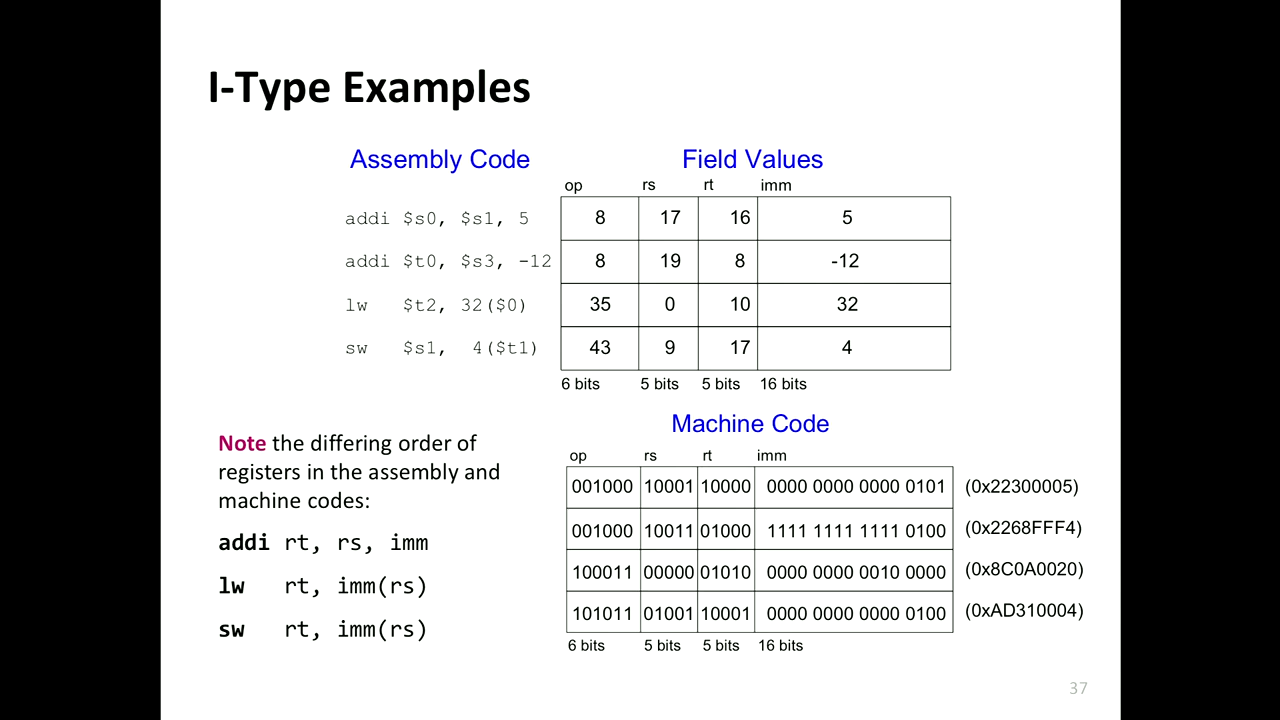 I-Type Examples
Assembly Code Field Values
op rs rt imm
addi $s0, $s1, 5 8 17 16 5
addi $t0, $s3, -12 8 19 8 -12
lw $t2, 32($0) 35 0 10 32
sw $s1, 4($t1) 43 9 17 4
6 bits 5 bits 5 bits 16 bits
Note the differing order of
registers in the assembly and
machine codes:
addi rt, rs, imm
lw rt, imm(rs)
sw rt, imm(rs)
Machine Code
op rs rt imm
001000 10001 10000 0000 0000 0000 0101 (0x22300005)
001000 10011 01000 1111 1111 1111 0100 (0x2268FFF4)
100011 00000 01010 0000 0000 0010 0000 (0x8C0A0020)
101011 01001 10001 0000 0000 0000 0100 (0xAD310004)
6 bits 5 bits 5 bits 16 bits
37